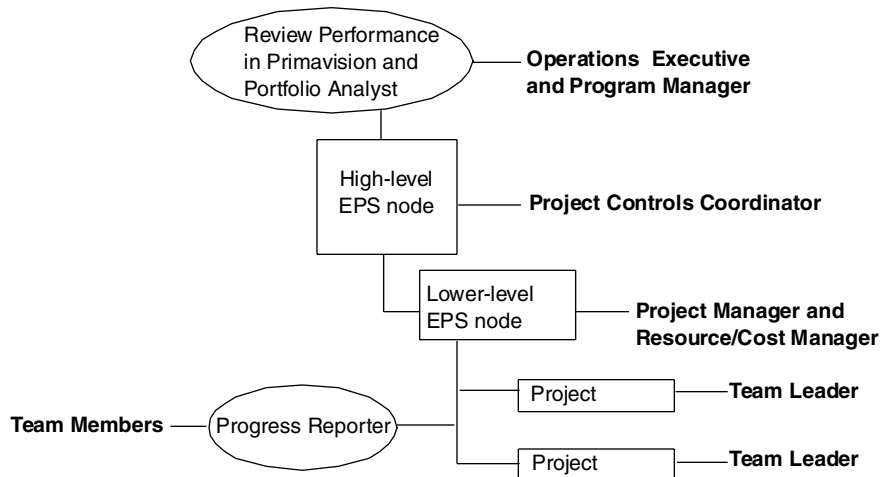 Review Performance
in Primavision and
Portfolio Analyst
Operations Executive
and Program Manager
High-level
EPS node
Project Controls Coordinator
Lower-level
EPS node
Project Manager and
Resource/Cost Manager
Project
Team Leader
Team Members
Progress Reporter
Project
Team Leader